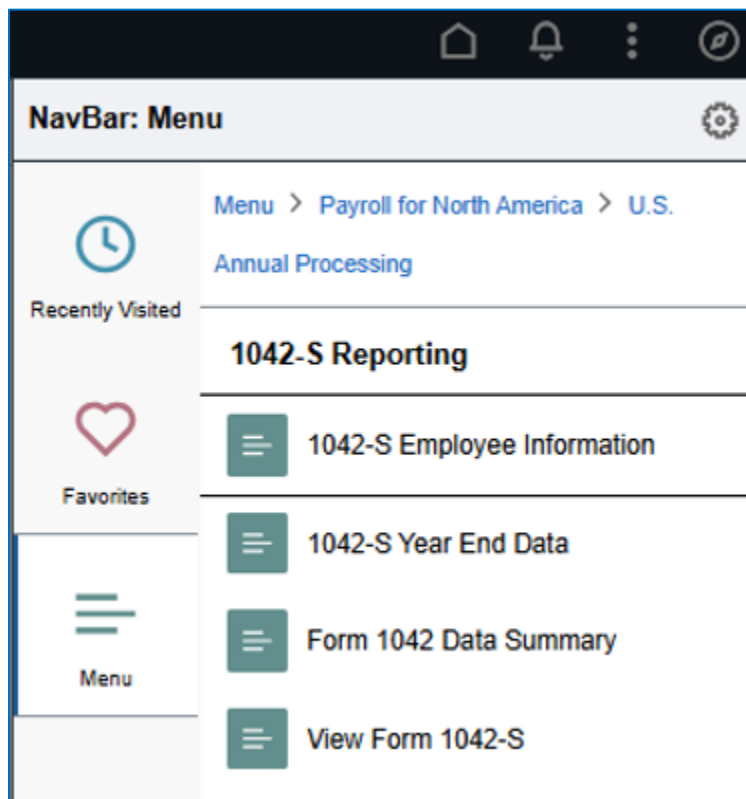 NavBar: Menu
Recently Visited
Favorites
Menu
Menu > Payroll for North America > U.S.
Annual Processing
1042-S Reporting
1042-S Employee Information
1042-S Year End Data
Form 1042 Data Summary
View Form 1042-S